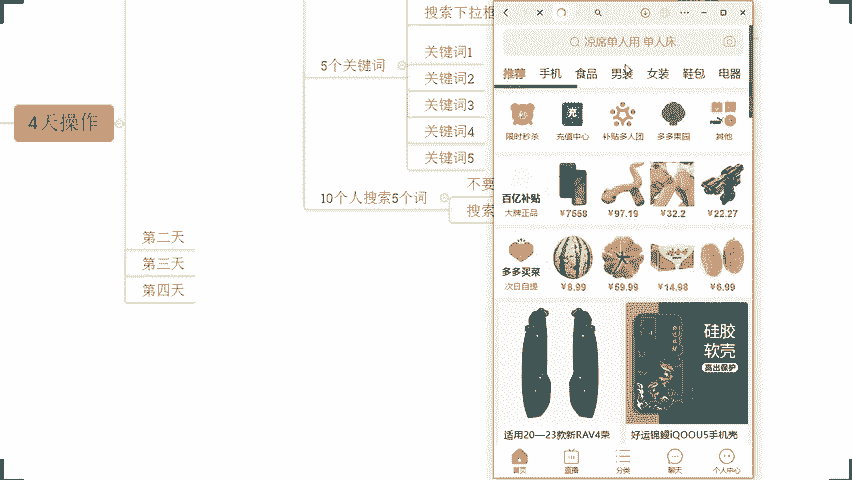 搜索下拉框
关键词1
5个关键词
关键词2
关键词3
4天操作
关键词4
关键词5
不要
10个人搜索5个词
搜索
第二天
第三天
第四天
凉席单人用 单人床
推荐 手机 食品 男装 女装 鞋包 电器
秒 充
限时秒杀 充值中心 补贴多人团 多多果园 其他
百亿补贴
大牌正品 ¥7558 ¥97.19 ¥32.2 ¥22.27
多多买菜
次日自提 ¥8.99 ¥59.99 ¥14.98 ¥6.99
硅胶
软壳
高出保护
适用20—23款新RAV4荣 好运锦鲤iQOOU5手机壳
首页 直播 分类 聊天 个人中心